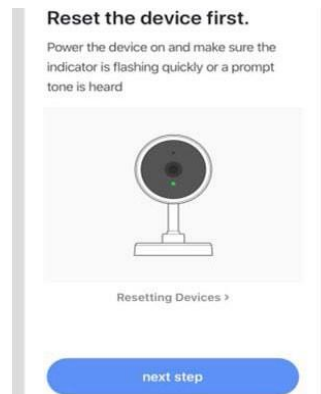 Reset the device first.
Power the device on and make sure the
indicator is flashing quickly or a prompt
tone is heard
Resetting Devices >
next step